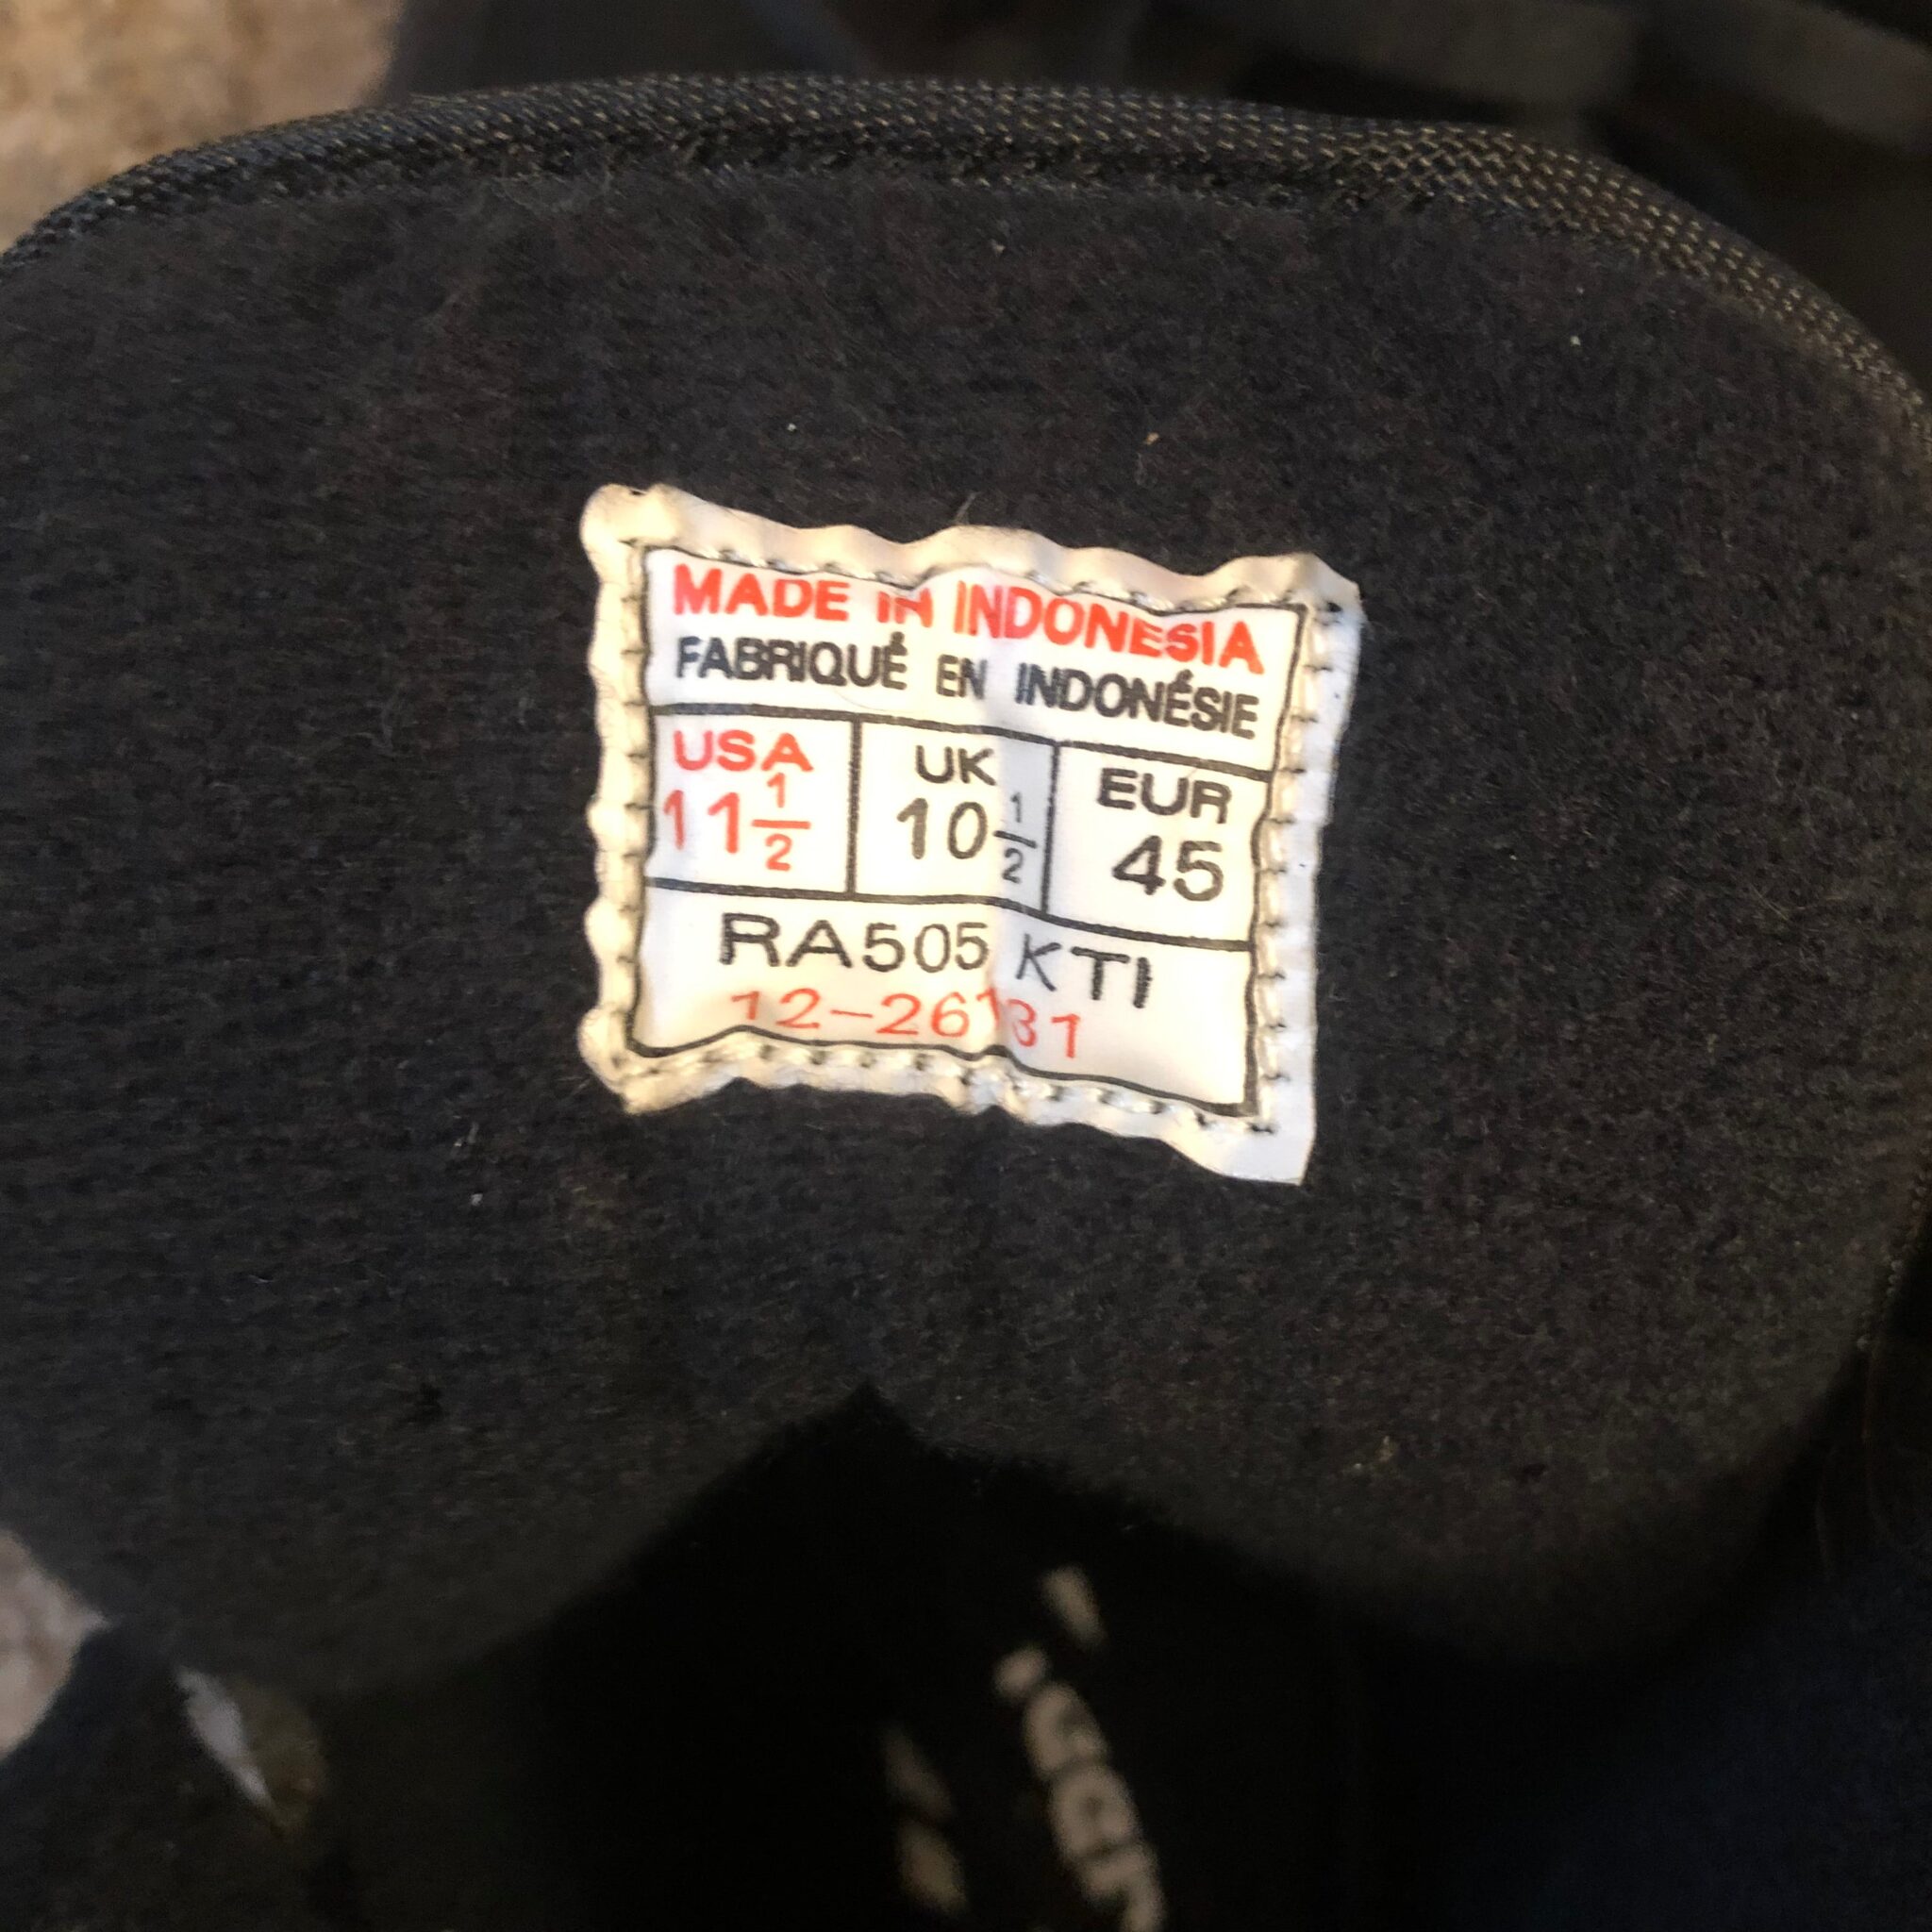 MADE IN INDONESIA
FABRIQUÉ EN INDONÉSIE
USA UK EUR
11 1/2 10 1/2 45
RA505 KTI
12-26131